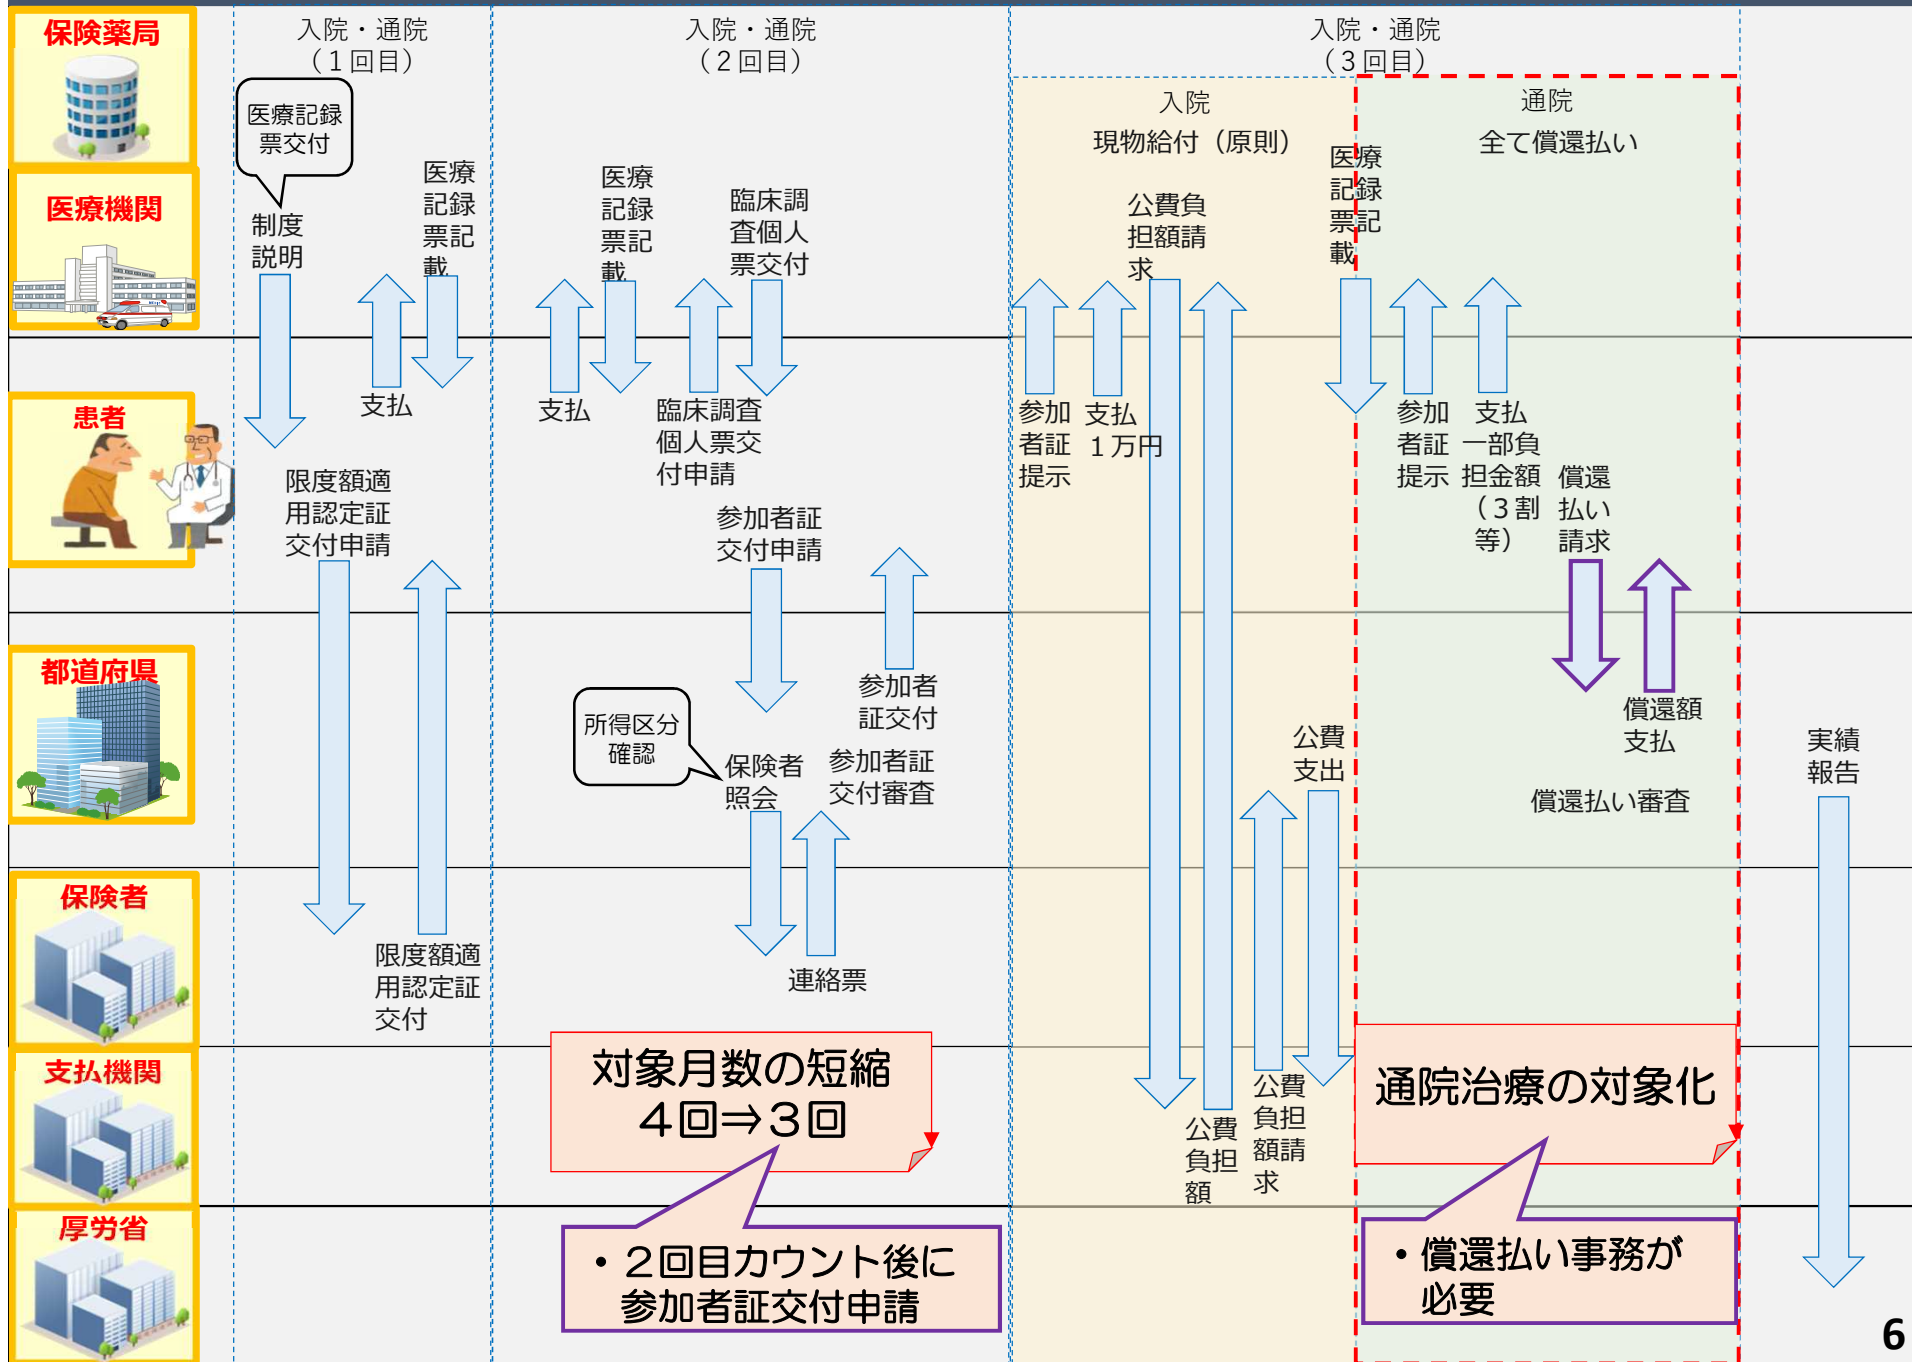 保険薬局
医療機関
患者
都道府県
保険者
支払機関
厚労省
入院・通院
（１回目）
医療記録
票交付
制度
説明
医療
記録
票記
載
支払
限度額適
用認定証
交付申請
限度額適
用認定証
交付
入院・通院
（２回目）
医療
記録
票記
載
臨床調
査個人
票交付
支払
臨床調査
個人票交
付申請
参加者証
交付申請
参加者
証交付
所得区分
確認
保険者
照会
参加者証
交付審査
連絡票
対象月数の短縮
４回⇒３回
・２回目カウント後に
参加者証交付申請
入院・通院
（３回目）
入院
現物給付（原則）
公費負
担額請
求
医療
記録
票記
載
参加
者証
提示
支払
１万円
公費
支出
公費
負担
額
公費
負担
額請
求
通院
全て償還払い
参加
者証
提示
支払
一部負
担金額
（３割
等）
償還
払い
請求
償還額
支払
償還払い審査
通院治療の対象化
・償還払い事務が
必要
実績
報告
6